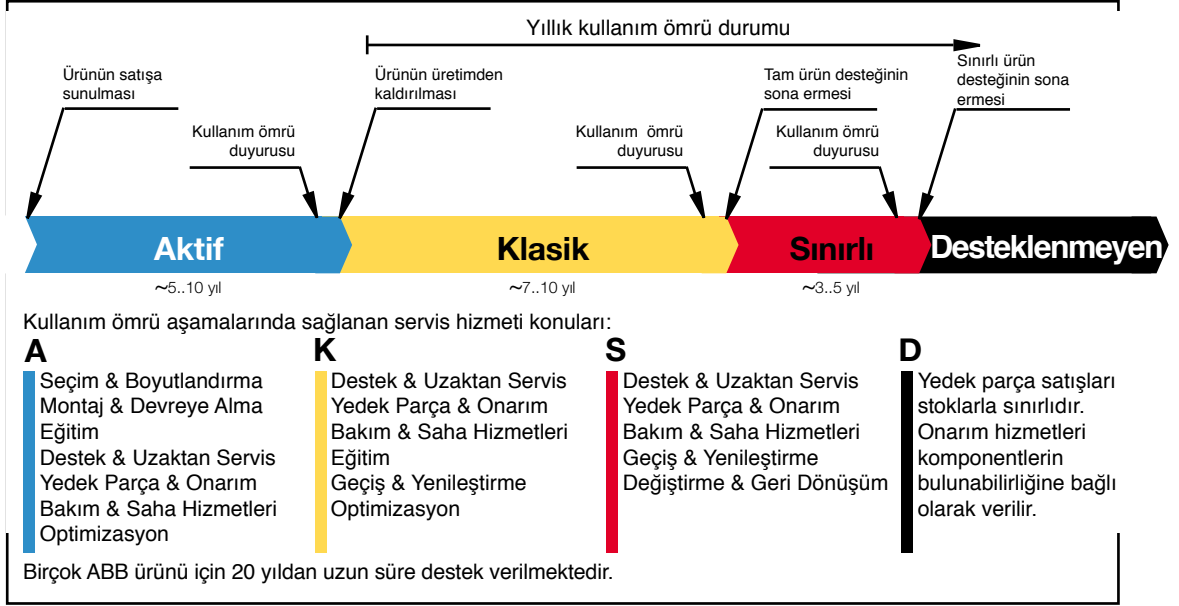 Yıllık kullanım ömrü durumu
Ürünün satışa
sunulması
Kullanım ömrü
duyurusu
Ürünün üretimden
kaldırılması
Kullanım ömrü
duyurusu
Tam ürün desteğinin
sona ermesi
Kullanım ömrü
duyurusu
Sınırlı ürün
desteğinin sona
ermesi
Aktif
Klasik
Sınırlı
Desteklenmeyen
~5..10 yıl
~7..10 yıl
~3..5 yıl
Kullanım ömrü aşamalarında sağlanan servis hizmeti konuları:
A
Seçim & Boyutlandırma
Montaj & Devreye Alma
Eğitim
Destek & Uzaktan Servis
Yedek Parça & Onarım
Bakım & Saha Hizmetleri
Optimizasyon
K
Destek & Uzaktan Servis
Yedek Parça & Onarım
Bakım & Saha Hizmetleri
Eğitim
Geçiş & Yenileştirme
Optimizasyon
S
Destek & Uzaktan Servis
Yedek Parça & Onarım
Bakım & Saha Hizmetleri
Geçiş & Yenileştirme
Değiştirme & Geri Dönüşüm
D
Yedek parça satışları
stoklarla sınırlıdır.
Onarım hizmetleri
komponentlerin
bulunabilirliğine bağlı
olarak verilir.
Birçok ABB ürünü için 20 yıldan uzun süre destek verilmektedir.